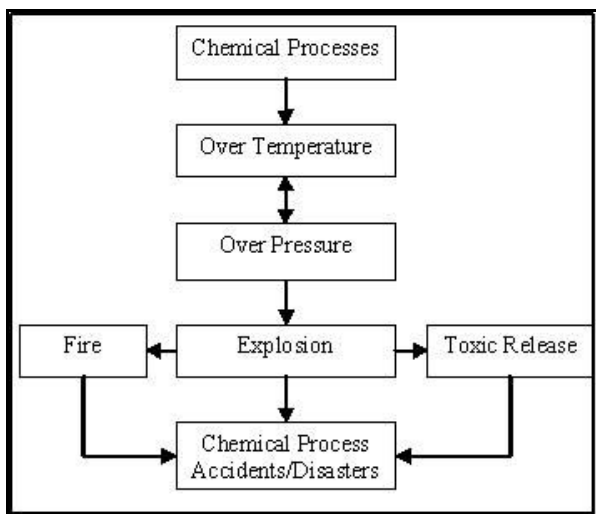 Chemical Processes
Over Temperature
Over Pressure
Fire
Explosion
Toxic Release
Chemical Process
Accidents/Disasters